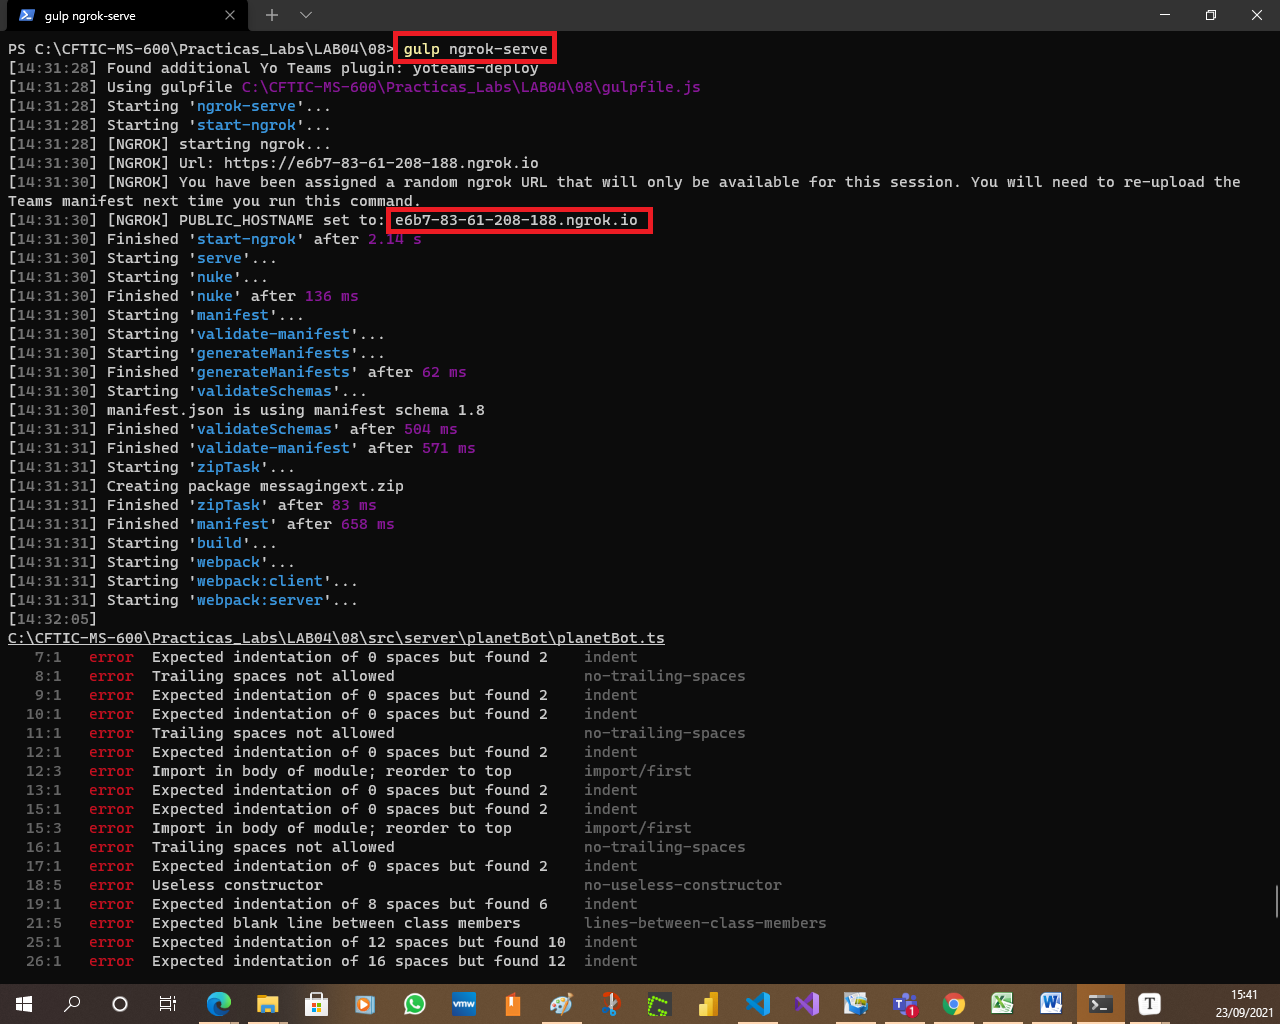 gulp ngrok-serve
PS C:\CFTIC-MS-600\Practicas_Labs\LAB04\08> gulp ngrok-serve
[14:31:28] Found additional Yo Teams plugin: yoteams-deploy
[14:31:28] Using gulpfile C:\CFTIC-MS-600\Practicas_Labs\LAB04\08\gulpfile.js
[14:31:28] Starting 'ngrok-serve'...
[14:31:28] Starting 'start-ngrok'...
[14:31:28] [NGROK] starting ngrok...
[14:31:30] [NGROK] Url: https://e6b7-83-61-208-188.ngrok.io
[14:31:30] [NGROK] You have been assigned a random ngrok URL that will only be available for this session. You will need to re-upload the
Teams manifest next time you run this command.
[14:31:30] [NGROK] PUBLIC_HOSTNAME set to: e6b7-83-61-208-188.ngrok.io
[14:31:30] Finished 'start-ngrok' after 2.14 s
[14:31:30] Starting 'serve'...
[14:31:30] Starting 'nuke'...
[14:31:30] Finished 'nuke' after 136 ms
[14:31:30] Starting 'manifest'...
[14:31:30] Starting 'validate-manifest'...
[14:31:30] Starting 'generateManifests'...
[14:31:30] Finished 'generateManifests' after 62 ms
[14:31:30] Starting 'validateSchemas'...
[14:31:30] manifest.json is using manifest schema 1.8
[14:31:31] Finished 'validateSchemas' after 504 ms
[14:31:31] Finished 'validate-manifest' after 571 ms
[14:31:31] Starting 'zipTask'...
[14:31:31] Creating package messagingext.zip
[14:31:31] Finished 'zipTask' after 83 ms
[14:31:31] Finished 'manifest' after 658 ms
[14:31:31] Starting 'build'...
[14:31:31] Starting 'webpack'...
[14:31:31] Starting 'webpack:client'...
[14:31:31] Starting 'webpack:server'...
[14:32:05]
C:\CFTIC-MS-600\Practicas_Labs\LAB04\08\src\server\planetBot\planetBot.ts
7:1 error Expected indentation of 0 spaces but found 2 indent
8:1 error Trailing spaces not allowed no-trailing-spaces
9:1 error Expected indentation of 0 spaces but found 2 indent
10:1 error Expected indentation of 0 spaces but found 2 indent
11:1 error Trailing spaces not allowed no-trailing-spaces
12:1 error Expected indentation of 0 spaces but found 2 indent
12:3 error Import in body of module; reorder to top import/first
13:1 error Expected indentation of 0 spaces but found 2 indent
15:1 error Expected indentation of 0 spaces but found 2 indent
15:3 error Import in body of module; reorder to top import/first
16:1 error Trailing spaces not allowed no-trailing-spaces
17:1 error Expected indentation of 0 spaces but found 2 indent
18:5 error Useless constructor no-useless-constructor
19:1 error Expected indentation of 8 spaces but found 6 indent
21:5 error Expected blank line between class members lines-between-class-members
25:1 error Expected indentation of 12 spaces but found 10 indent
26:1 error Expected indentation of 16 spaces but found 12 indent
vmw
1
T
15:41
23/09/2021